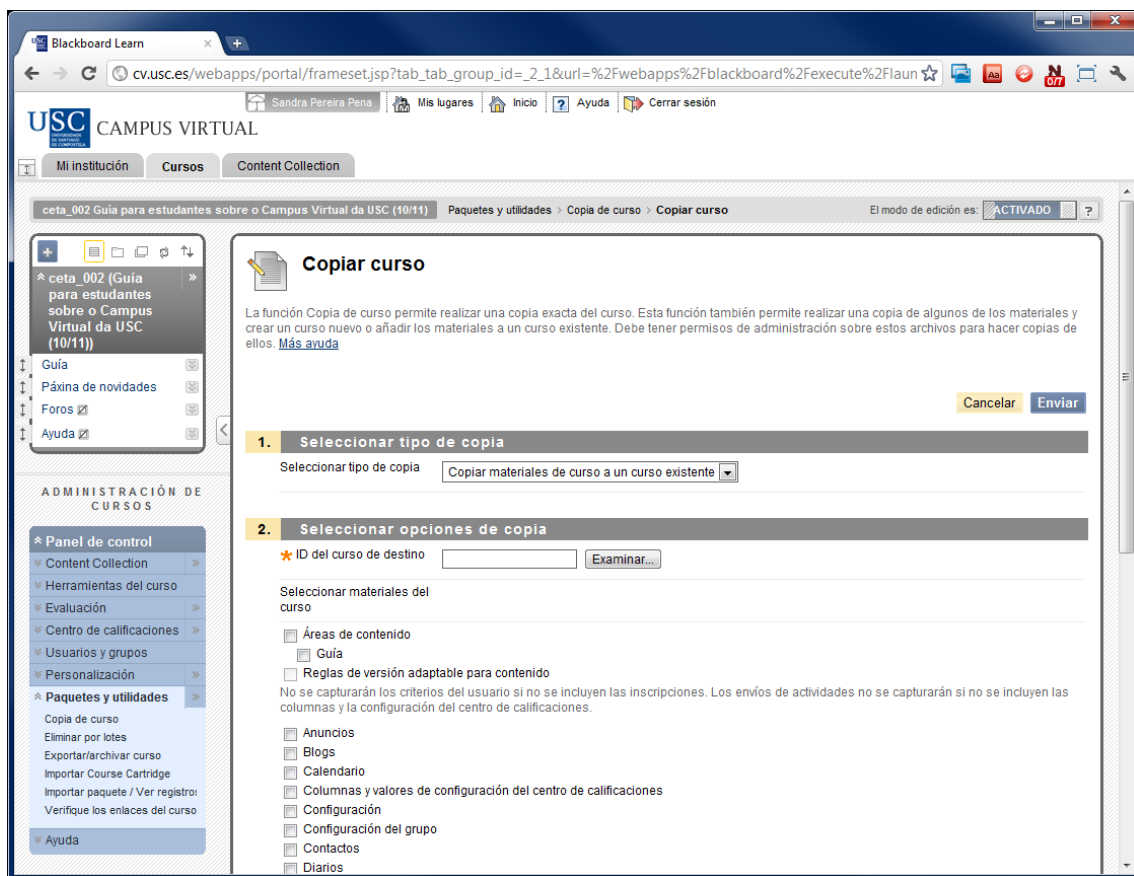 Blackboard Learn
cv.usc.es/webapps/portal/frameset.jsp?tab_tab_group_id=_2_1&url=%2Fwebapps%2Fblackboard%2Fexecute%2Flaun
Sandra Pereira Pena Mis lugares Inicio ? Ayuda Cerrar sesión
USC CAMPUS VIRTUAL
UNIVERSIDADE DE SANTIAGO DE COMPOSTELA
Mi institución Cursos Content Collection
ceta_002 Guia para estudantes sobre o Campus Virtual da USC (10/11) Paquetes y utilidades > Copia de curso > Copiar curso El modo de edición es: ACTIVADO ?
ceta_002 (Guía
para estudantes
sobre o Campus
Virtual da USC
(10/11))
Guía
Páxina de novidades
Foros
Ayuda
ADMINISTRACIÓN DE
CURSOS
Panel de control
Content Collection
Herramientas del curso
Evaluación
Centro de calificaciones
Usuarios y grupos
Personalización
Paquetes y utilidades
Copia de curso
Eliminar por lotes
Exportar/archivar curso
Importar Course Cartridge
Importar paquete / Ver registros
Verifique los enlaces del curso
Ayuda
Copiar curso
La función Copia de curso permite realizar una copia exacta del curso. Esta función también permite realizar una copia de algunos de los materiales y
crear un curso nuevo o añadir los materiales a un curso existente. Debe tener permisos de administración sobre estos archivos para hacer copias de
ellos. Más ayuda
Cancelar Enviar
1. Seleccionar tipo de copia
Seleccionar tipo de copia Copiar materiales de curso a un curso existente
2. Seleccionar opciones de copia
ID del curso de destino Examinar...
Seleccionar materiales del
curso
Áreas de contenido
Guía
Reglas de versión adaptable para contenido
No se capturarán los criterios del usuario si no se incluyen las inscripciones. Los envíos de actividades no se capturarán si no se incluyen las
columnas y la configuración del centro de calificaciones.
Anuncios
Blogs
Calendario
Columnas y valores de configuración del centro de calificaciones
Configuración
Configuración del grupo
Contactos
Diarios